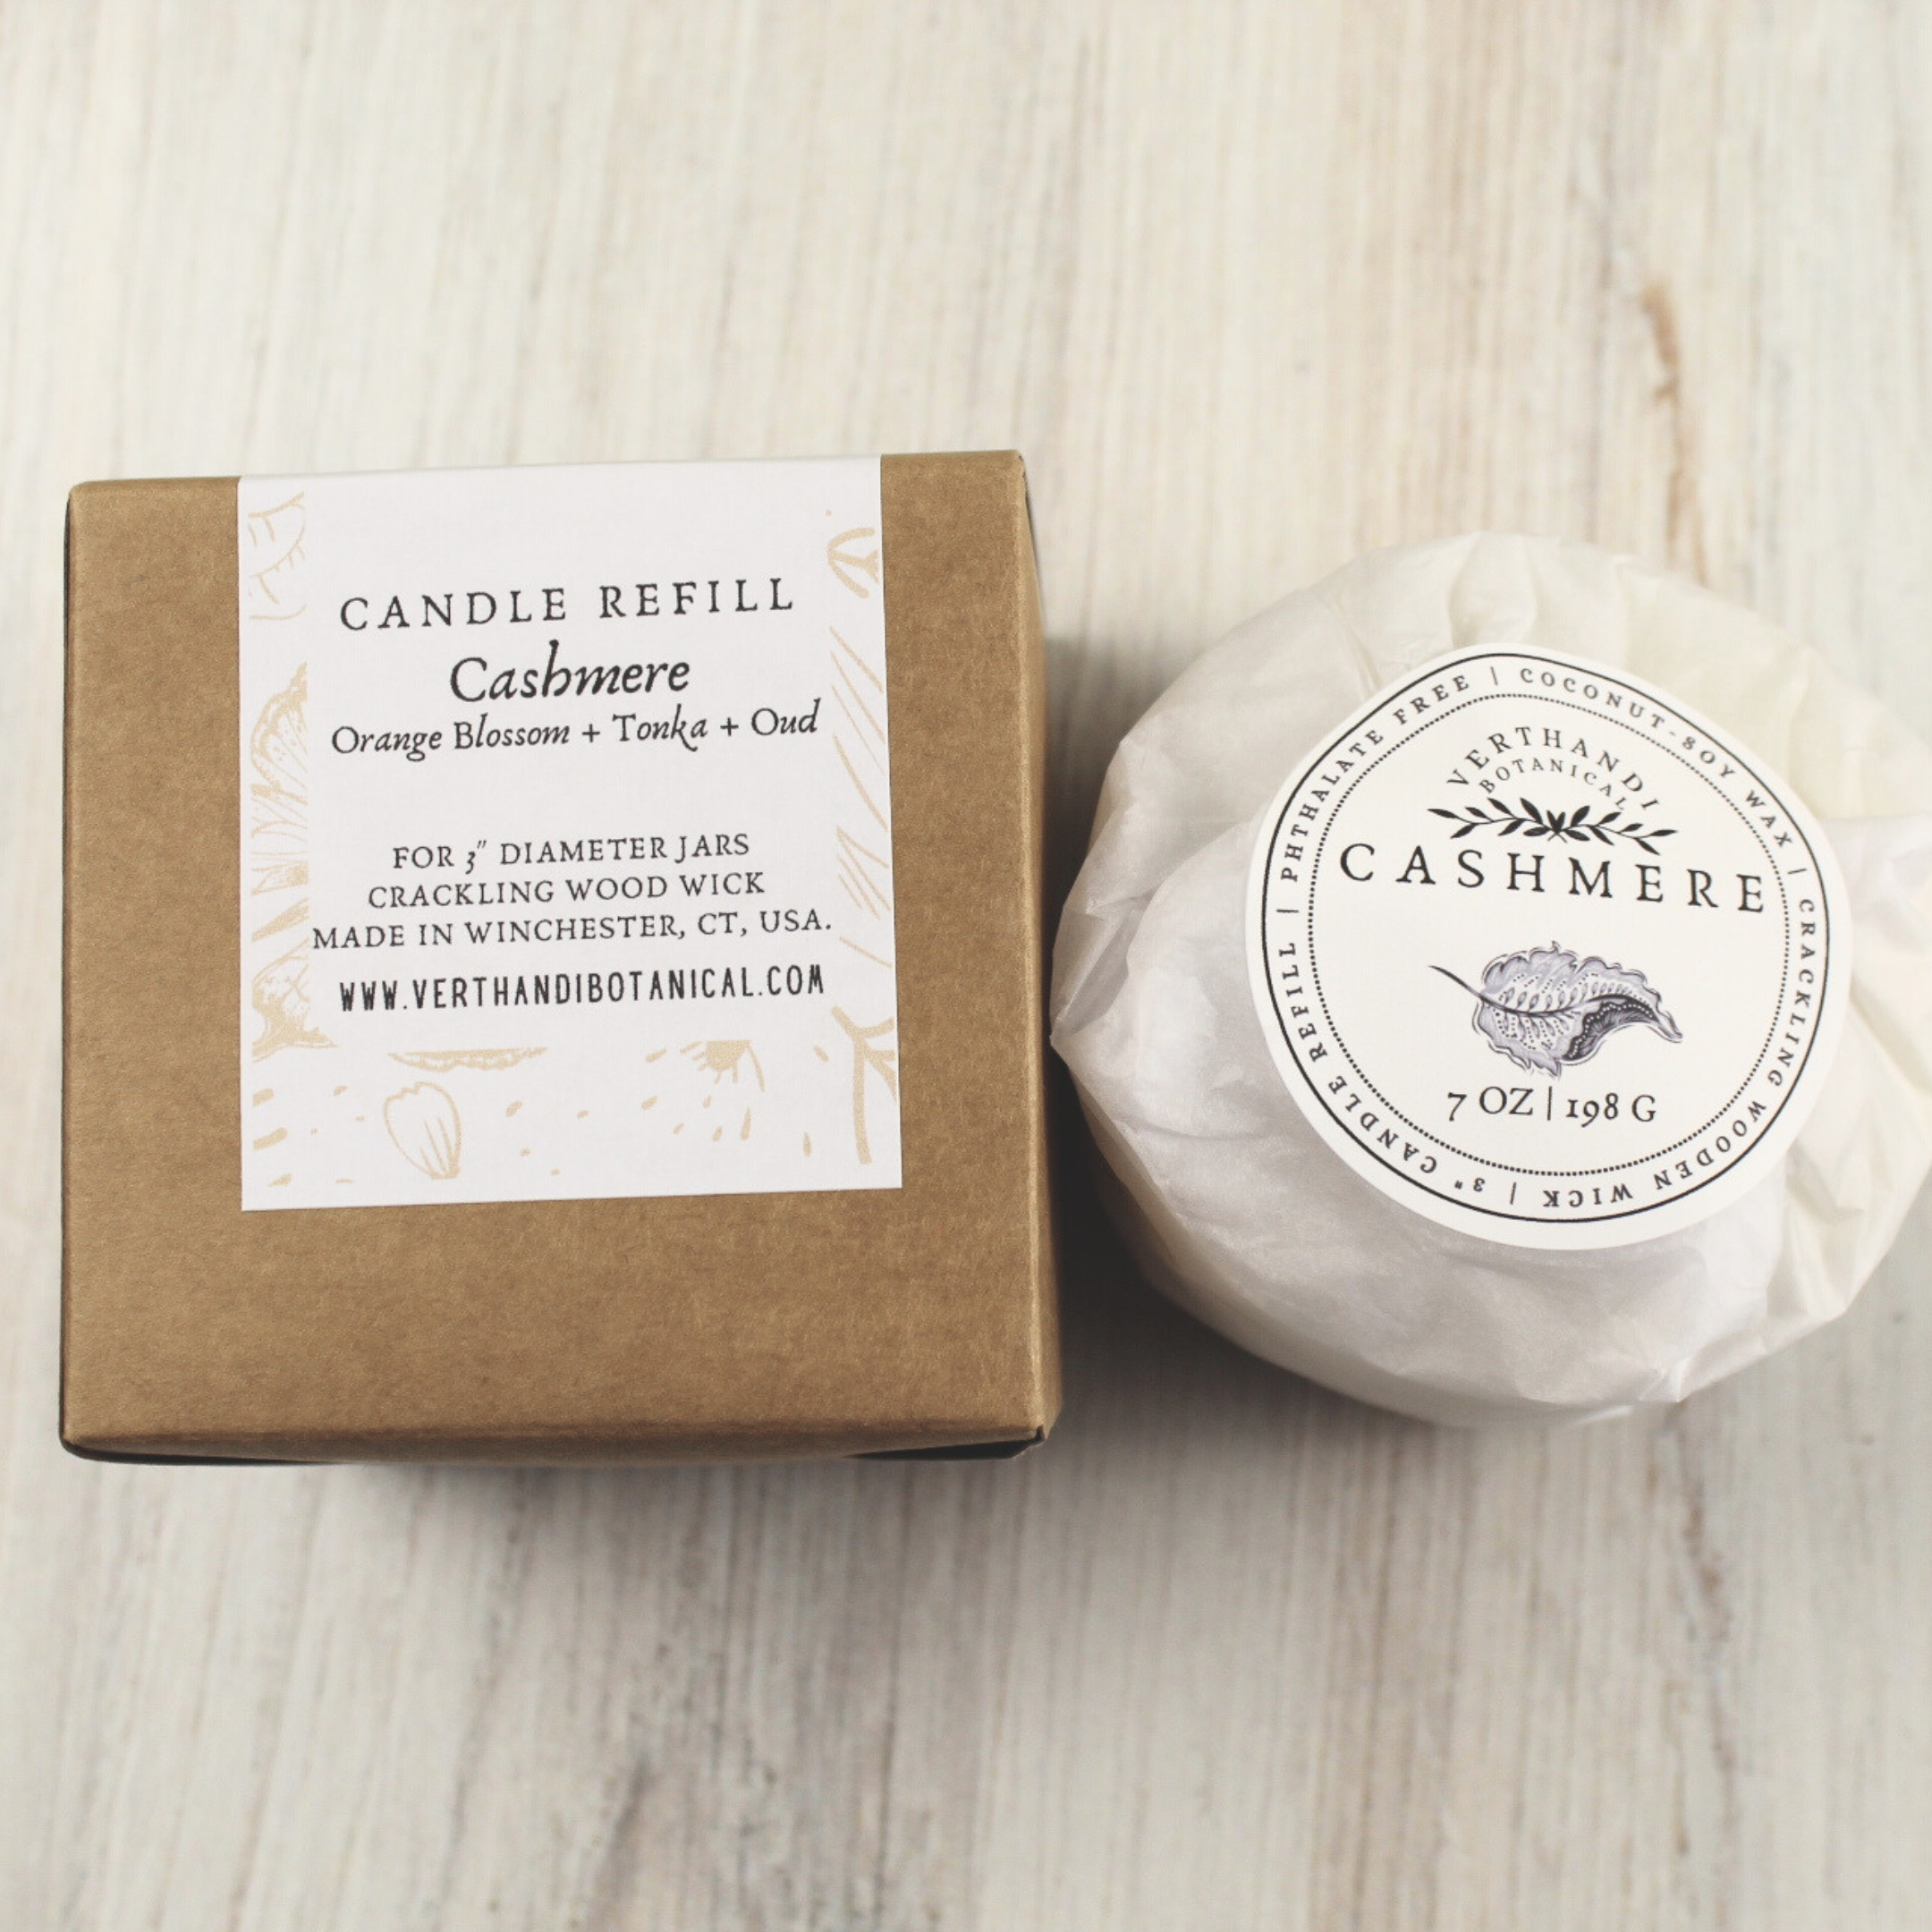 CANDLE REFILL
Cashmere
Orange Blossom + Tonka + Oud
FOR 3" DIAMETER JARS
CRACKLING WOOD WICK
MADE IN WINCHESTER, CT, USA.
WWW.VERTHANDIBOTANICAL.COM
VERTHANDI
BOTANICAL
CASHMERE
7 OZ | 198 G
3" CANDLE REFILL | PHTHALATE FREE | COCONUT-SOY WAX | CRACKLING WOODEN WICK |